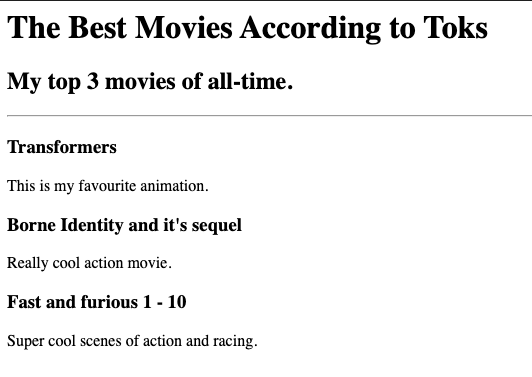 The Best Movies According to Toks
My top 3 movies of all-time.
Transformers
This is my favourite animation.
Borne Identity and it's sequel
Really cool action movie.
Fast and furious 1 - 10
Super cool scenes of action and racing.